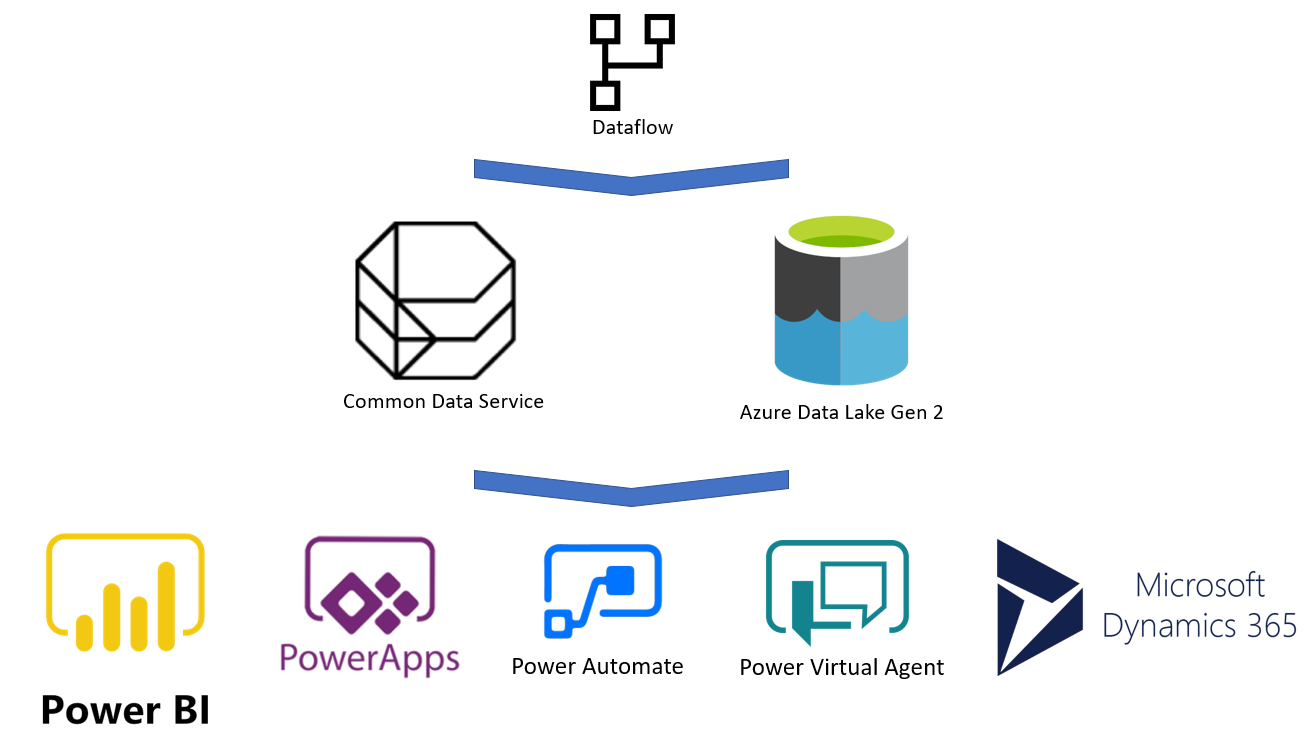 Dataflow
Common Data Service
Azure Data Lake Gen 2
Power BI
PowerApps
Power Automate
Power Virtual Agent
Microsoft
Dynamics 365